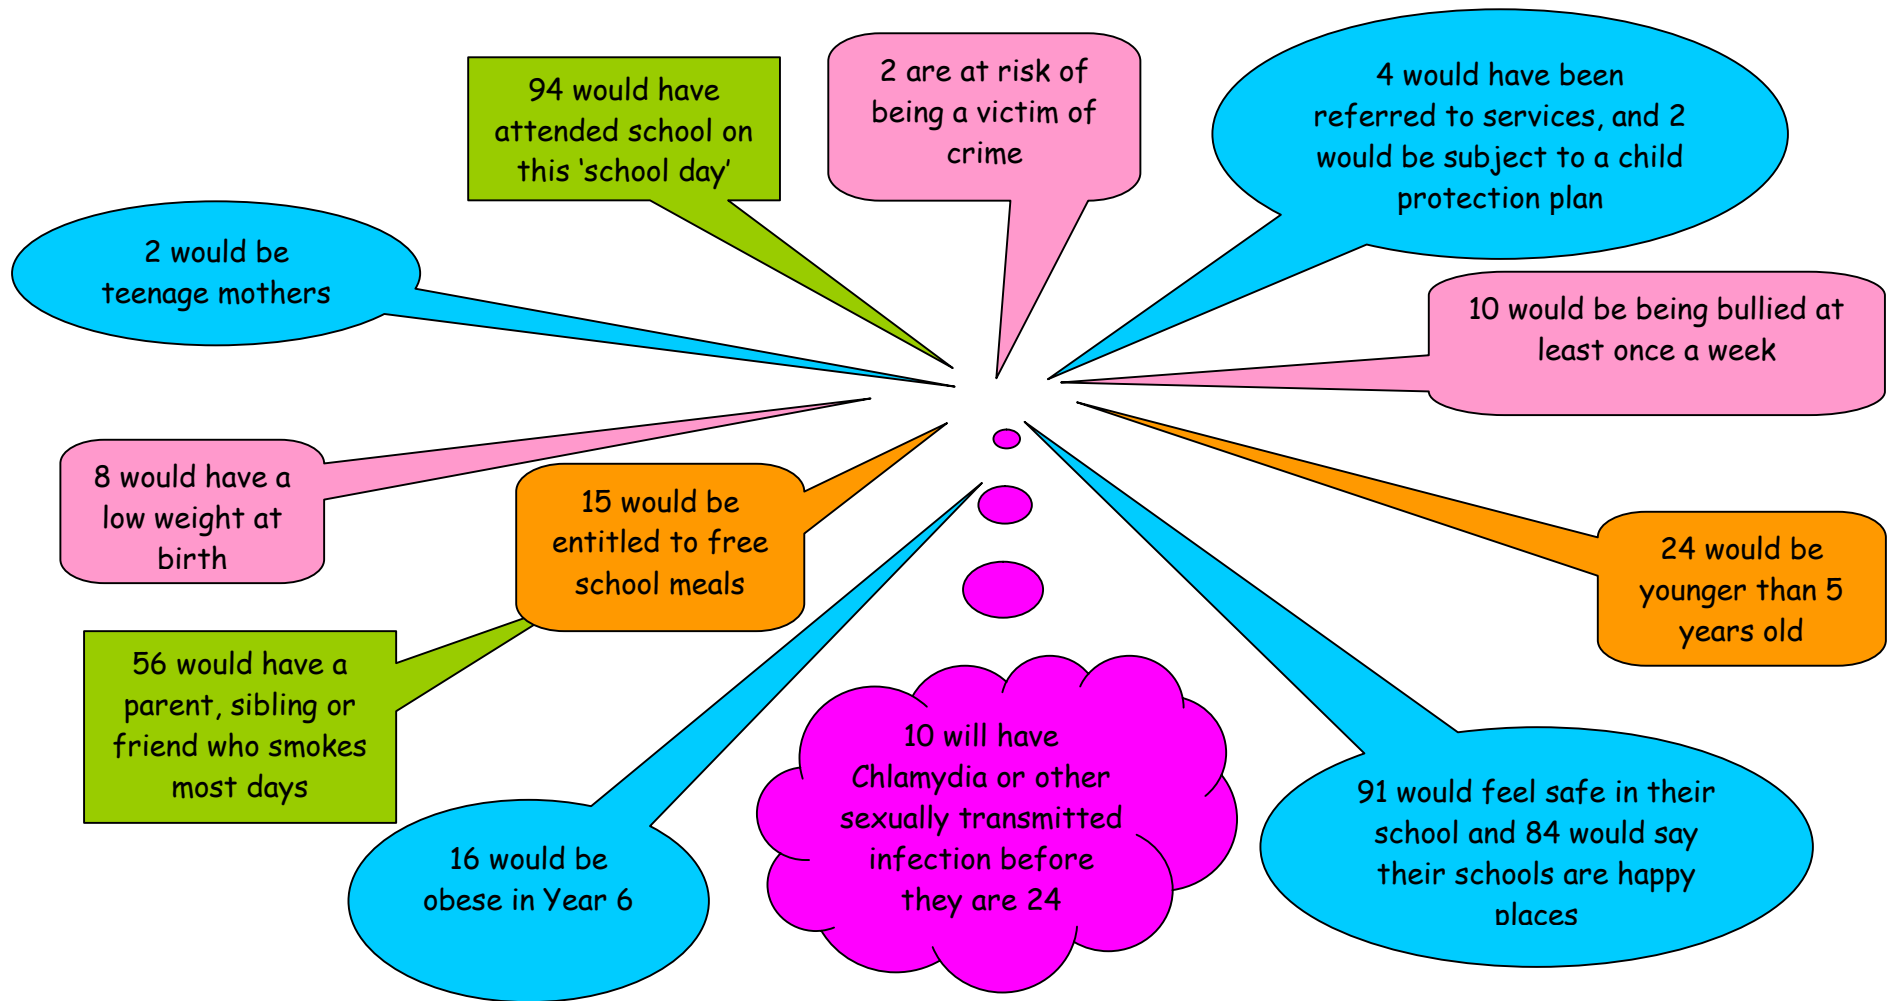 94 would have
attended school on
this ‘school day’
2 are at risk of
being a victim of
crime
4 would have been
referred to services, and 2
would be subject to a child
protection plan
2 would be
teenage mothers
10 would be being bullied at
least once a week
8 would have a
low weight at
birth
15 would be
entitled to free
school meals
24 would be
younger than 5
years old
56 would have a
parent, sibling or
friend who smokes
most days
10 will have
Chlamydia or other
sexually transmitted
infection before
they are 24
91 would feel safe in their
school and 84 would say
their schools are happy
places
16 would be
obese in Year 6